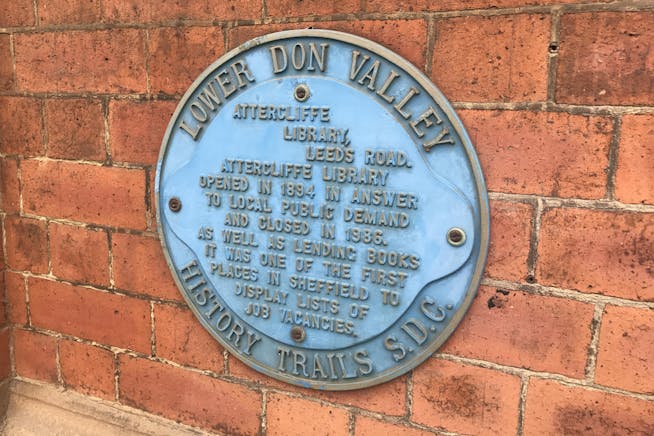 LOWER DON VALLEY
ATTERCLIFFE
LIBRARY,
LEEDS ROAD.
ATTERCLIFFE LIBRARY
OPENED IN 1894 IN ANSWER
TO LOCAL PUBLIC DEMAND
AND CLOSED IN 1986.
AS WELL AS LENDING BOOKS
IT WAS ONE OF THE FIRST
PLACES IN SHEFFIELD TO
DISPLAY LISTS OF
JOB VACANCIES.
HISTORY TRAILS S.D.C.